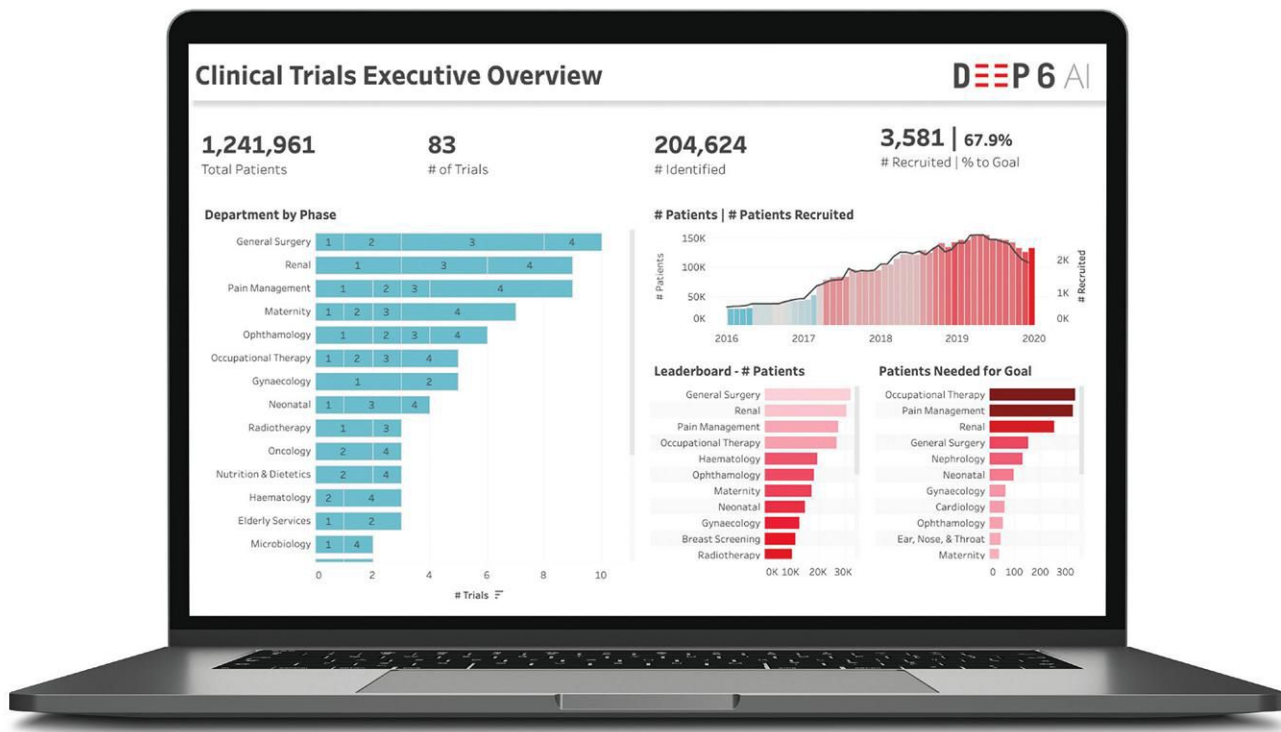 Clinical Trials Executive Overview
DEEP 6 AI
1,241,961
Total Patients
83
# of Trials
204,624
# Identified
3,581 | 67.9%
# Recruited | % to Goal
Department by Phase
General Surgery 1 2 3 4
Renal 1 3 4
Pain Management 1 2 3 4
Maternity 1 2 3 4
Ophthamology 1 2 3 4
Occupational Therapy 1 2 3 4
Gynaecology 1 2
Neonatal 1 3 4
Radiotherapy 1 3
Oncology 2 4
Nutrition & Dietetics 2 4
Haematology 2 4
Elderly Services 1 2
Microbiology 1 4
0 2 4 6 8 10
# Trials
# Patients | # Patients Recruited
# Patients
150K
100K
50K
0K
2K
1K
0K
# Recruited
2016 2017 2018 2019 2020
Leaderboard - # Patients
General Surgery
Renal
Pain Management
Occupational Therapy
Haematology
Ophthamology
Maternity
Neonatal
Gynaecology
Breast Screening
Radiotherapy
0K 10K 20K 30K
Patients Needed for Goal
Occupational Therapy
Pain Management
Renal
General Surgery
Nephrology
Neonatal
Gynaecology
Cardiology
Ophthamology
Ear, Nose, & Throat
Maternity
0 100 200 300